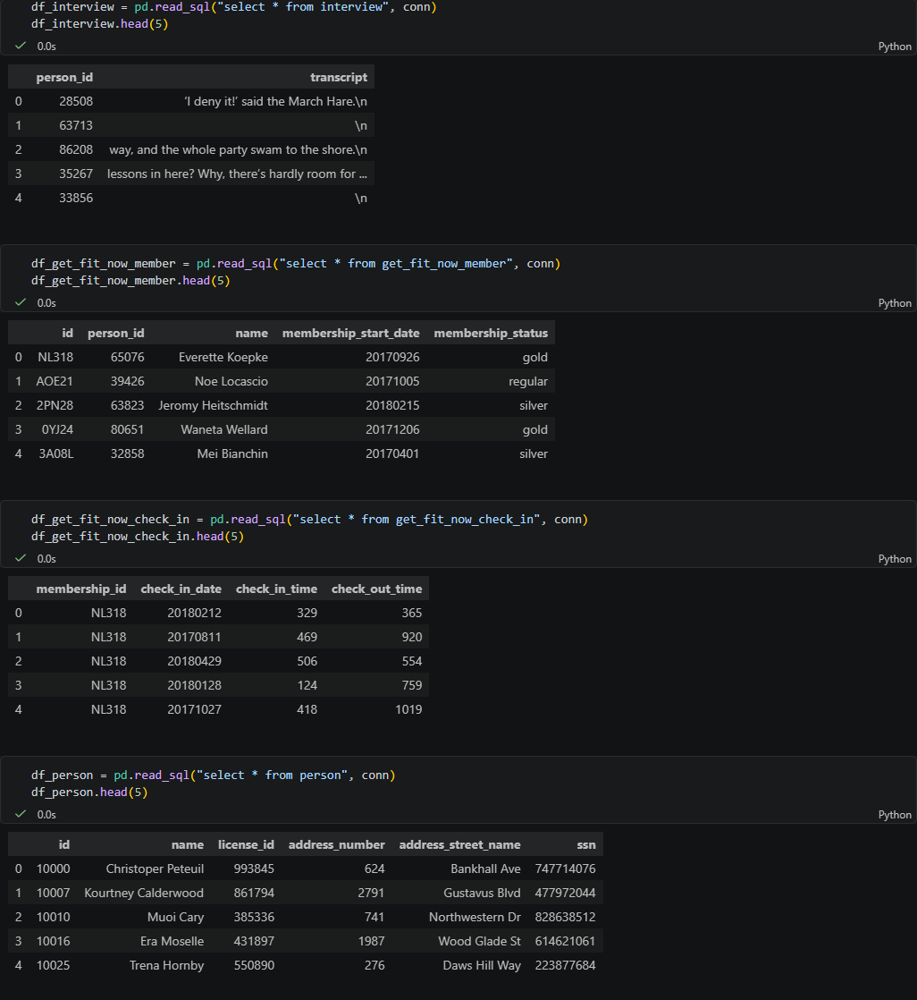 df_interview = pd.read_sql("select * from interview", conn)
df_interview.head(5)
0.0s Python
person_id transcript
0 28508 ‘I deny it!’ said the March Hare.\n
1 63713 \n
2 86208 way, and the whole party swam to the shore.\n
3 35267 lessons in here? Why, there’s hardly room for ...
4 33856 \n
df_get_fit_now_member = pd.read_sql("select * from get_fit_now_member", conn)
df_get_fit_now_member.head(5)
0.0s Python
id person_id name membership_start_date membership_status
0 NL318 65076 Everette Koepke 20170926 gold
1 AOE21 39426 Noe Locascio 20171005 regular
2 2PN28 63823 Jeromy Heitschmidt 20180215 silver
3 0YJ24 80651 Waneta Wellard 20171206 gold
4 3A08L 32858 Mei Bianchin 20170401 silver
df_get_fit_now_check_in = pd.read_sql("select * from get_fit_now_check_in", conn)
df_get_fit_now_check_in.head(5)
0.0s Python
membership_id check_in_date check_in_time check_out_time
0 NL318 20180212 329 365
1 NL318 20170811 469 920
2 NL318 20180429 506 554
3 NL318 20180128 124 759
4 NL318 20171027 418 1019
df_person = pd.read_sql("select * from person", conn)
df_person.head(5)
0.0s Python
id name license_id address_number address_street_name ssn
0 10000 Christoper Peteuil 993845 624 Bankhall Ave 747714076
1 10007 Kourtney Calderwood 861794 2791 Gustavus Blvd 477972044
2 10010 Muoi Cary 385336 741 Northwestern Dr 828638512
3 10016 Era Moselle 431897 1987 Wood Glade St 614621061
4 10025 Trena Hornby 550890 276 Daws Hill Way 223877684